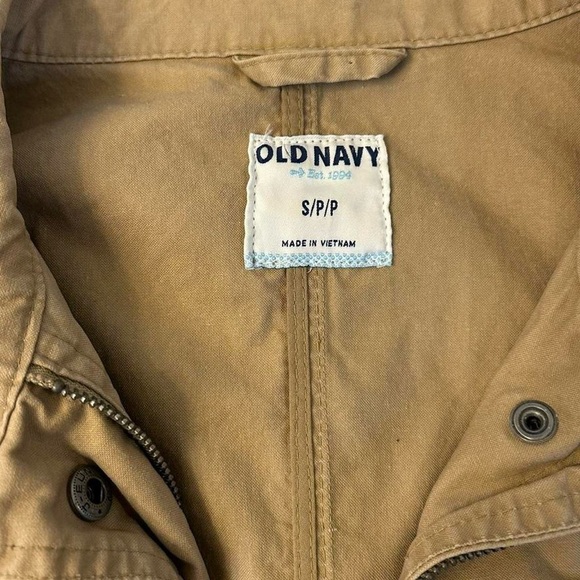 OLD NAVY
Est. 1994
S/P/P
MADE IN VIETNAM